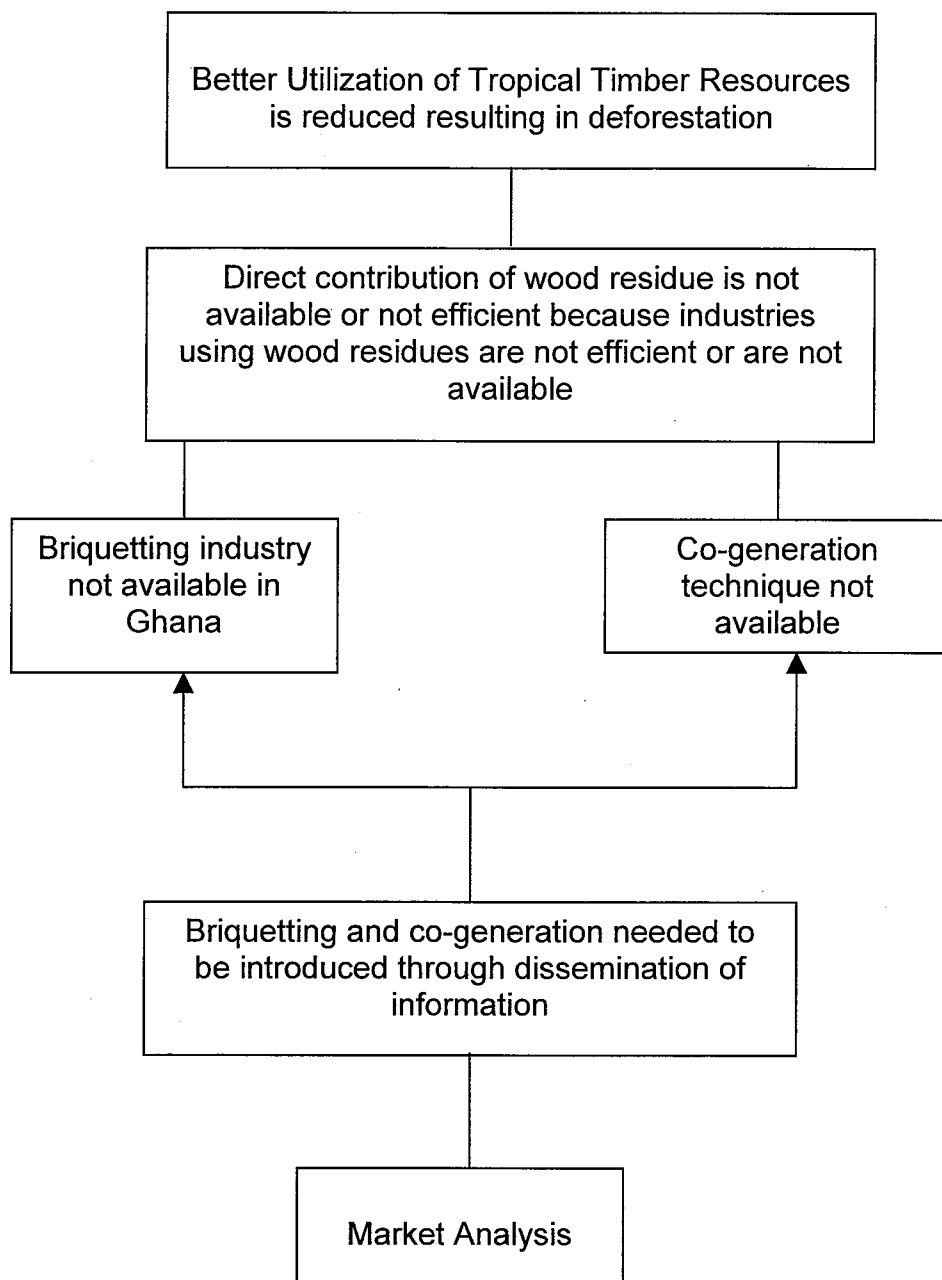 Better Utilization of Tropical Timber Resources
is reduced resulting in deforestation
Direct contribution of wood residue is not
available or not efficient because industries
using wood residues are not efficient or are not
available
Briquetting industry
not available in
Ghana
Co-generation
technique not
available
Briquetting and co-generation needed to
be introduced through dissemination of
information
Market Analysis